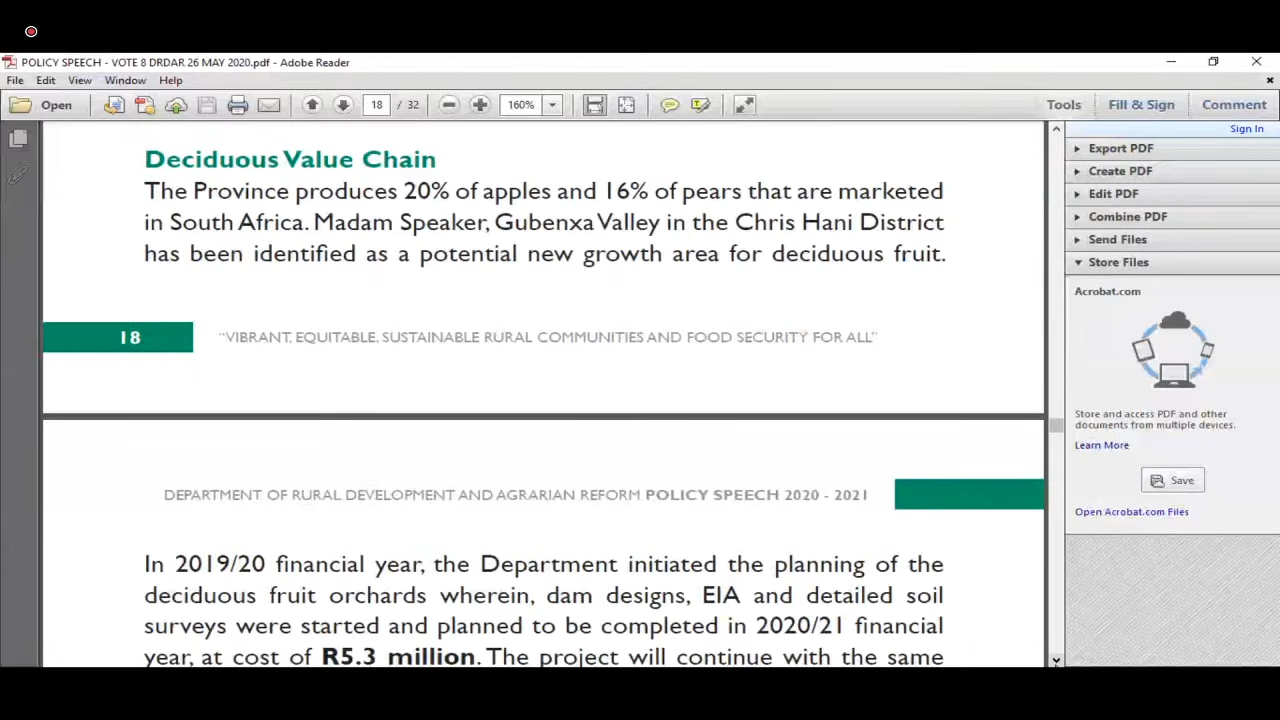 POLICY SPEECH - VOTE 8 DRDAR 26 MAY 2020.pdf - Adobe Reader
File Edit View Window Help
Open 18 / 32 160% Tools Fill & Sign Comment
Sign In
Export PDF
Create PDF
Edit PDF
Combine PDF
Send Files
Store Files
Acrobat.com
Store and access PDF and other
documents from multiple devices.
Learn More
Save
Open Acrobat.com Files
Deciduous Value Chain
The Province produces 20% of apples and 16% of pears that are marketed
in South Africa. Madam Speaker, Gubenxa Valley in the Chris Hani District
has been identified as a potential new growth area for deciduous fruit.
18 “VIBRANT, EQUITABLE, SUSTAINABLE RURAL COMMUNITIES AND FOOD SECURITY FOR ALL”
DEPARTMENT OF RURAL DEVELOPMENT AND AGRARIAN REFORM POLICY SPEECH 2020 - 2021
In 2019/20 financial year, the Department initiated the planning of the
deciduous fruit orchards wherein, dam designs, EIA and detailed soil
surveys were started and planned to be completed in 2020/21 financial
year, at cost of R5.3 million. The project will continue with the same